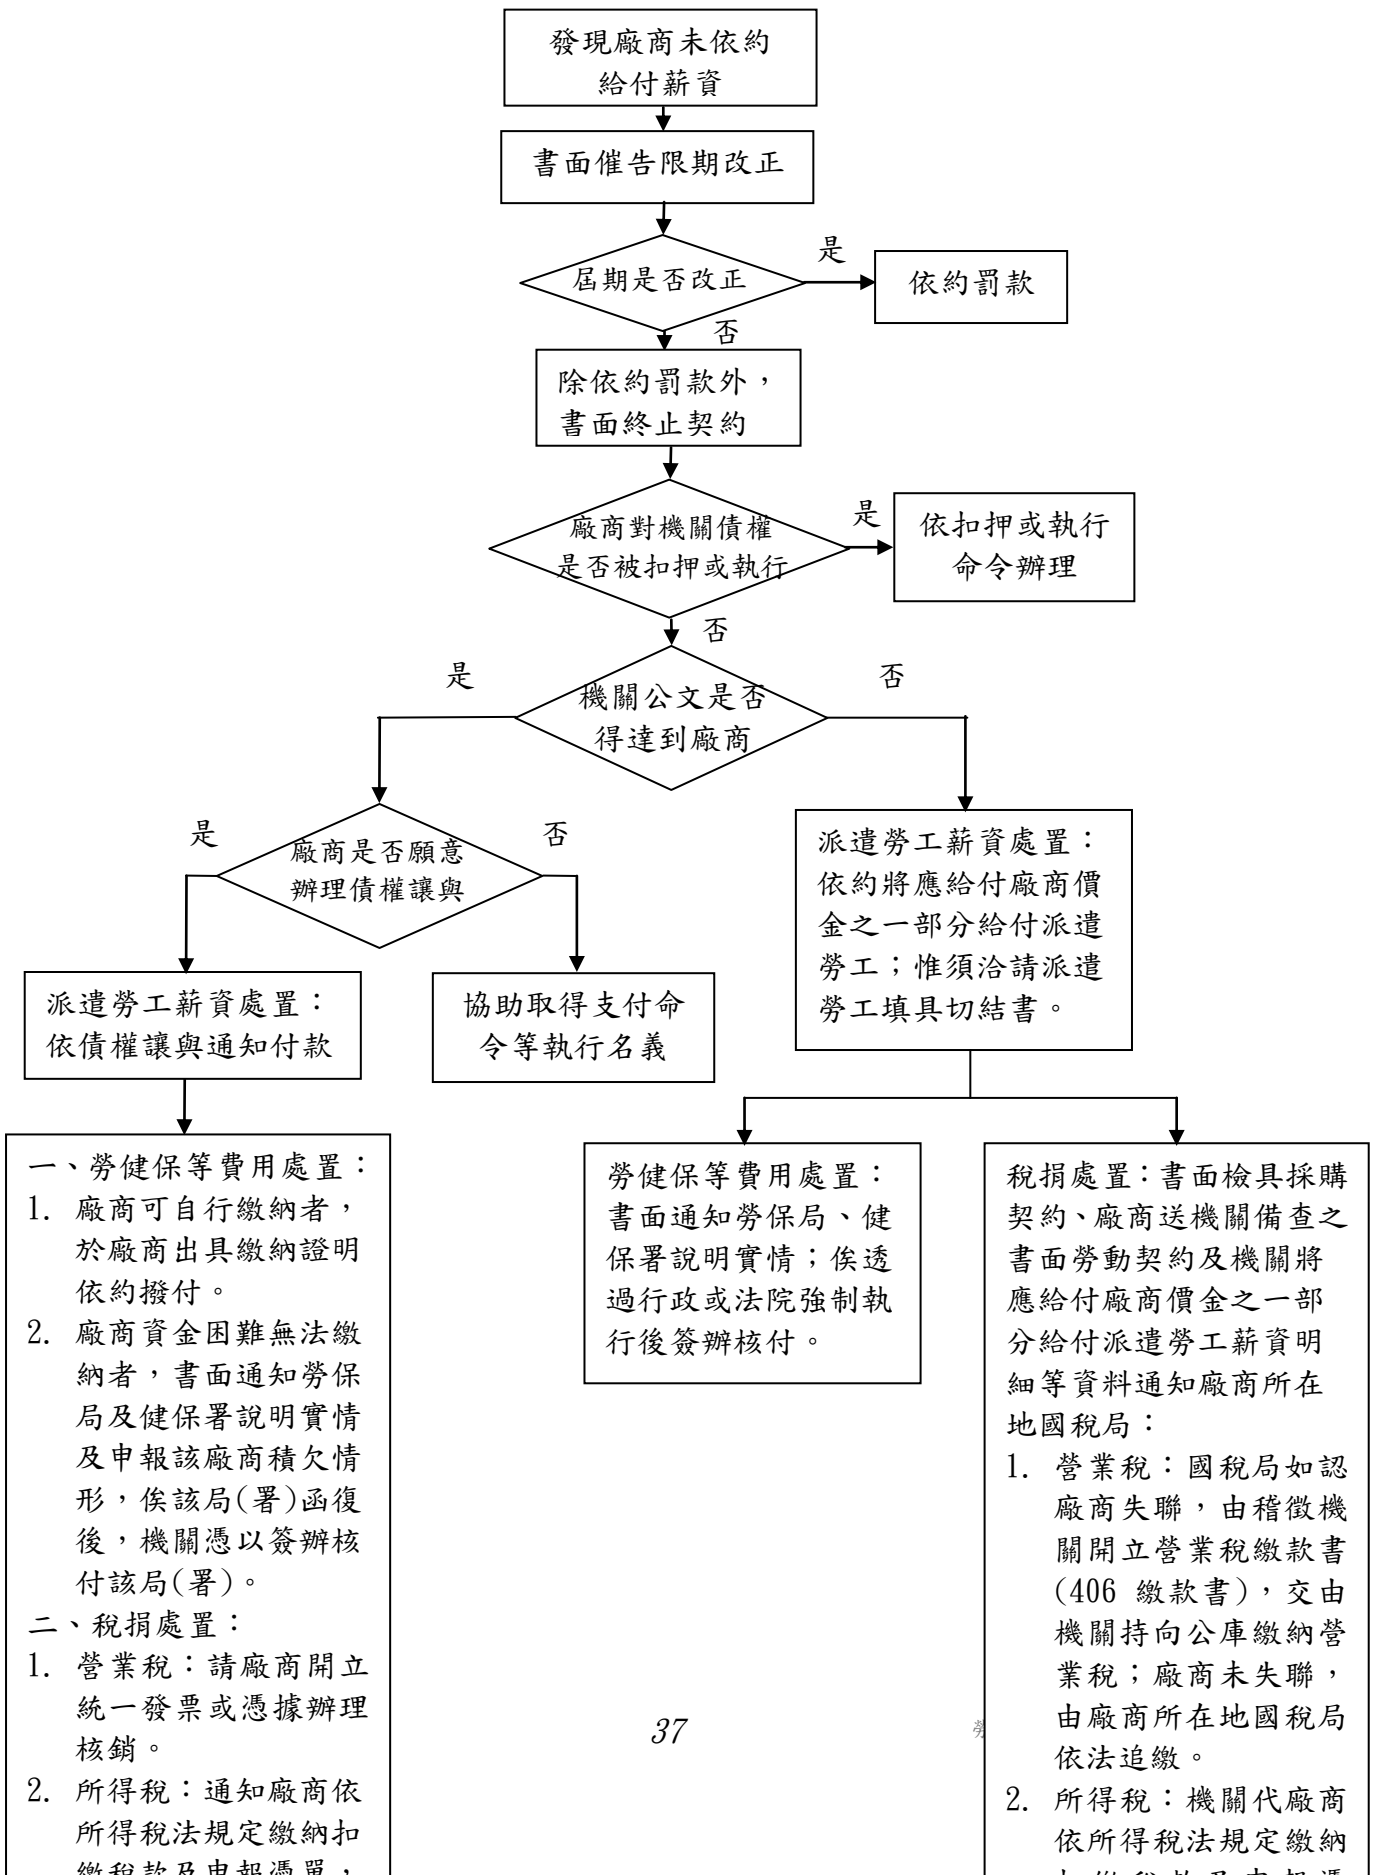 發現廠商未依約
給付薪資
書面催告限期改正
屆期是否改正
是
依約罰款
否
除依約罰款外，
書面終止契約
廠商對機關債權
是否被扣押或執行
是
依扣押或執行
命令辦理
否
機關公文是否
得達到廠商
是
否
廠商是否願意
辦理債權讓與
是
否
派遣勞工薪資處置：
依約將應給付廠商價
金之一部分給付派遣
勞工；惟須洽請派遣
勞工填具切結書。
派遣勞工薪資處置：
依債權讓與通知付款
協助取得支付命
令等執行名義
一、勞健保等費用處置：
1. 廠商可自行繳納者，
於廠商出具繳納證明
依約撥付。
2. 廠商資金困難無法繳
納者，書面通知勞保
局及健保署說明實情
及申報該廠商積欠情
形，俟該局(署)函復
後，機關憑以簽辦核
付該局(署)。
二、稅捐處置：
1. 營業稅：請廠商開立
統一發票或憑據辦理
核銷。
2. 所得稅：通知廠商依
所得稅法規定繳納扣
繳稅款及申報憑單，
勞健保等費用處置：
書面通知勞保局、健
保署說明實情；俟透
過行政或法院強制執
行後簽辦核付。
稅捐處置：書面檢具採購
契約、廠商送機關備查之
書面勞動契約及機關將
應給付廠商價金之一部
分給付派遣勞工薪資明
細等資料通知廠商所在
地國稅局：
1. 營業稅：國稅局如認
廠商失聯，由稽徵機
關開立營業稅繳款書
(406 繳款書)，交由
機關持向公庫繳納營
業稅；廠商未失聯，
由廠商所在地國稅局
依法追繳。
2. 所得稅：機關代廠商
依所得稅法規定繳納
扣繳稅款及申報憑
37